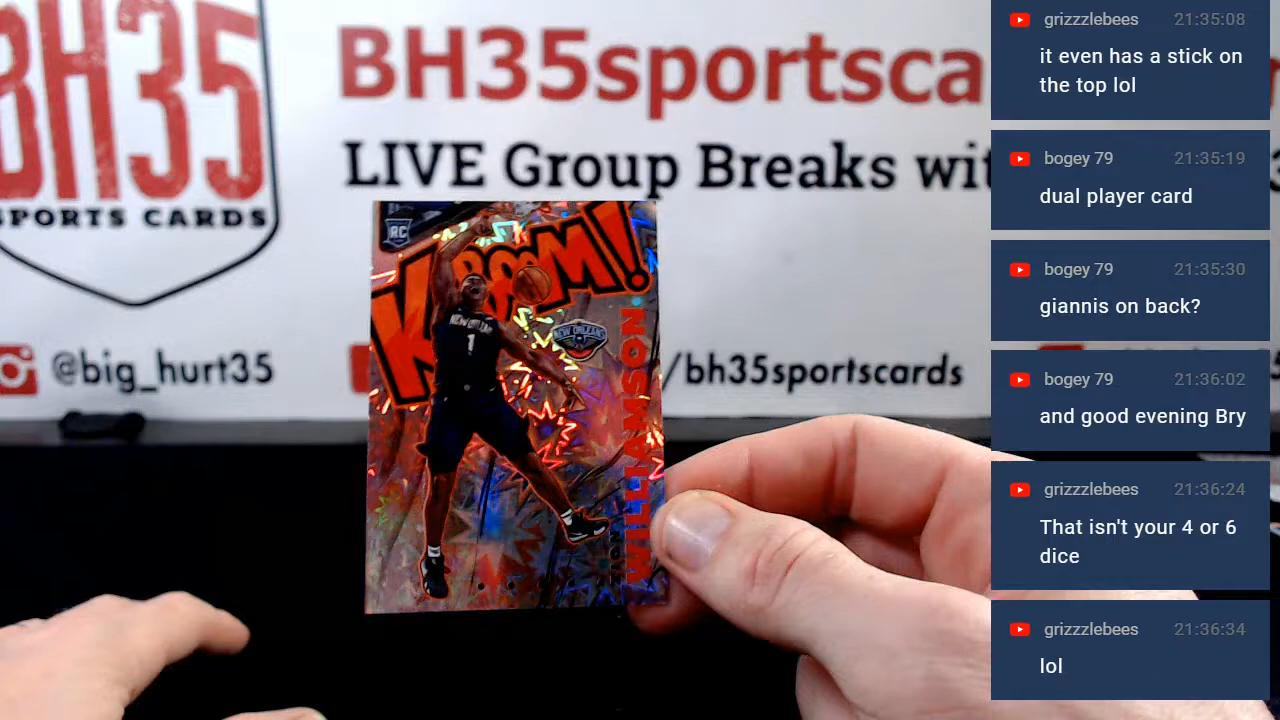 BH35
SPORTS CARDS
BH35sportsca
LIVE Group Breaks wit
@big_hurt35
/bh35sportscards
RC
KABOOM!
NEW ORLEANS
1
NEW ORLEANS
WILLIAMSON
grizzzlebees 21:35:08
it even has a stick on
the top lol
bogey 79 21:35:19
dual player card
bogey 79 21:35:30
giannis on back?
bogey 79 21:36:02
and good evening Bry
grizzzlebees 21:36:24
That isn't your 4 or 6
dice
grizzzlebees 21:36:34
lol